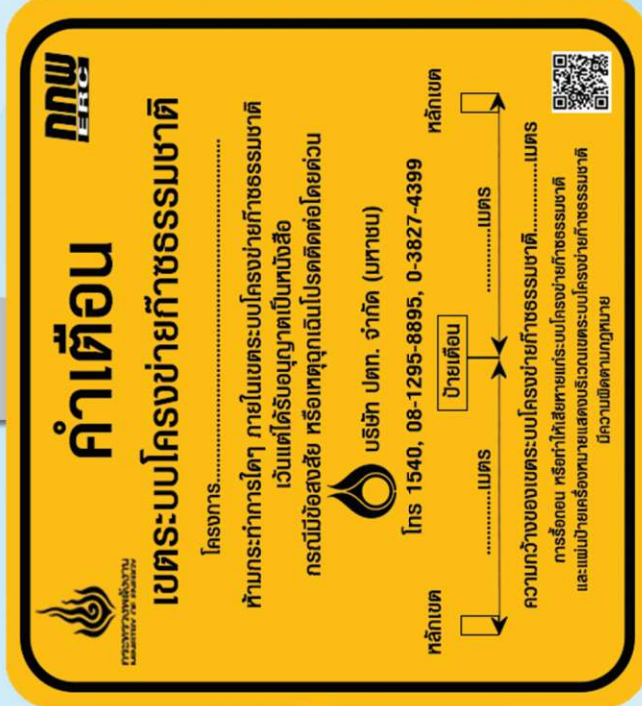 กระทรวงพลังงาน
MINISTRY OF ENERGY
คำเตือน
กกพ
ERC
เขตระบบโครงข่ายก๊าซธรรมชาติ
โครงการ...............................................
ห้ามกระทำการใดๆ ภายในเขตระบบโครงข่ายก๊าซธรรมชาติ
เว้นแต่ได้รับอนุญาตเป็นหนังสือ
กรณีมีข้อสงสัย หรือเหตุฉุกเฉินโปรดติดต่อโดยด่วน
บริษัท ปตท. จำกัด (มหาชน)
โทร 1540, 08-1295-8895, 0-3827-4399
หลักเขต ป้ายเตือน หลักเขต
...............เมตร ...............เมตร
ความกว้างของเขตระบบโครงข่ายก๊าซธรรมชาติ...............เมตร
การรื้อถอน หรือทำให้เสียหายแก่ระบบโครงข่ายก๊าซธรรมชาติ
และแผ่นป้ายเครื่องหมายแสดงบริเวณเขตระบบโครงข่ายก๊าซธรรมชาติ
มีความผิดตามกฎหมาย